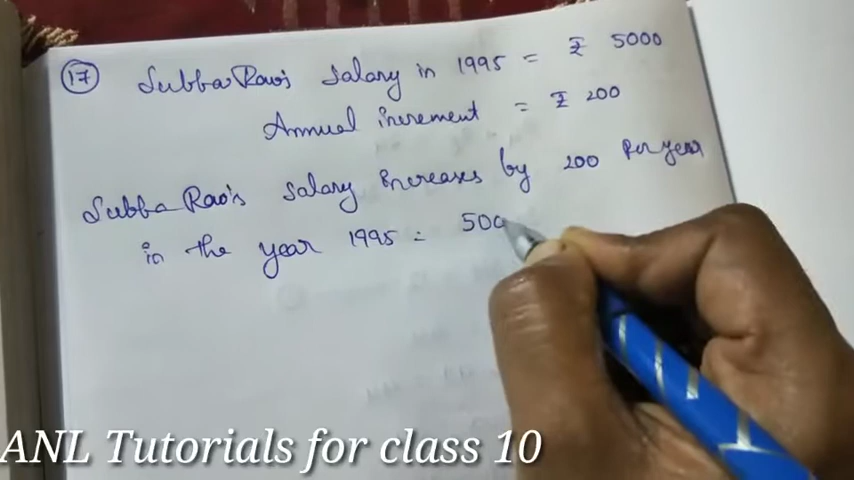 17 Subba Rao's Salary in 1995 = ₹ 5000
Annual increment = ₹ 200
Subba Rao's Salary increases by 200 Per year
in the year 1995 = 500
ANL Tutorials for class 10